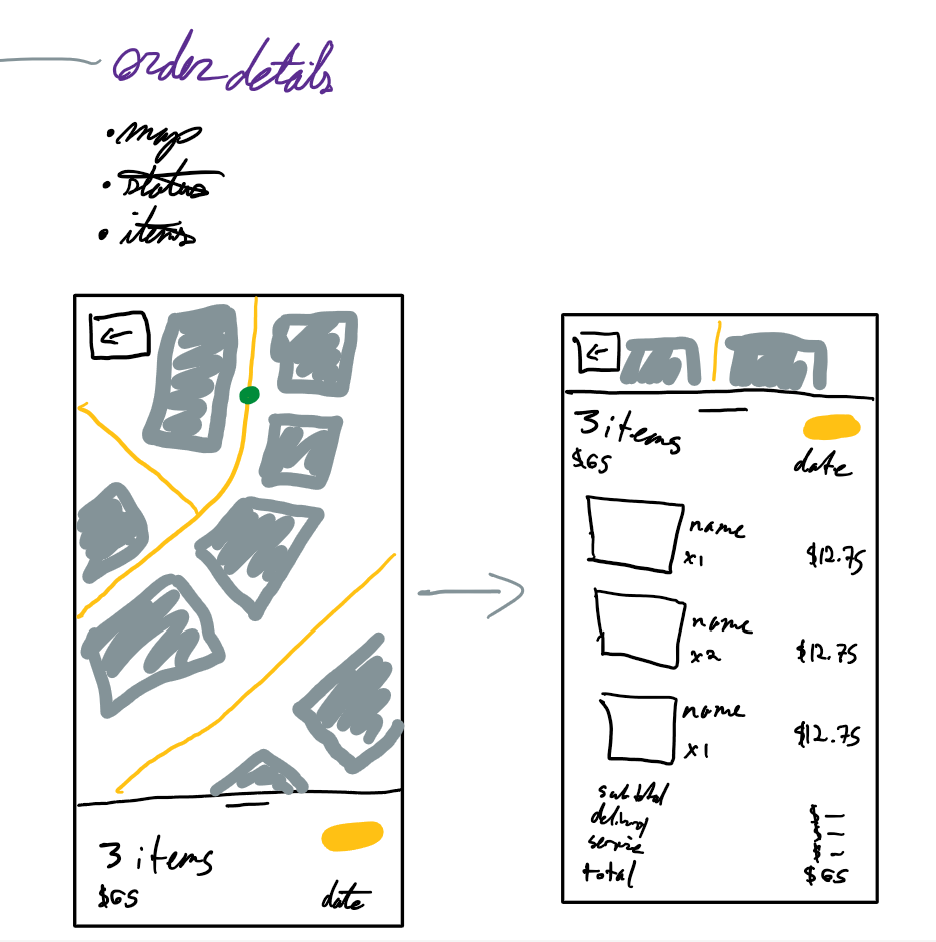 order details
• map
• status
• items
3 items
$65
date
3 items
$65
date
name
x1
$12.75
name
x2
$12.75
name
x1
$12.75
subtotal
delivery
$ –
service
$ –
$ –
total
$65